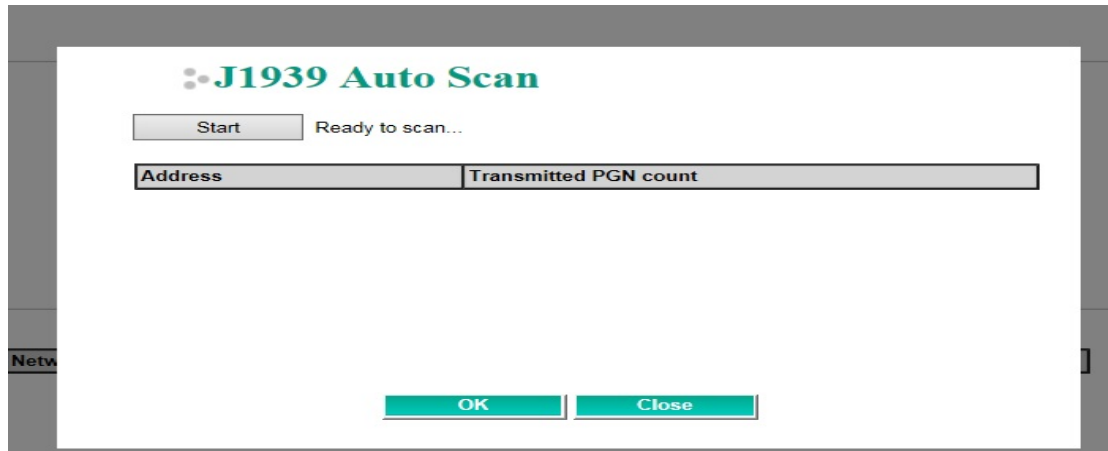 J1939 Auto Scan
Start Ready to scan...
Address Transmitted PGN count
Netw
OK Close